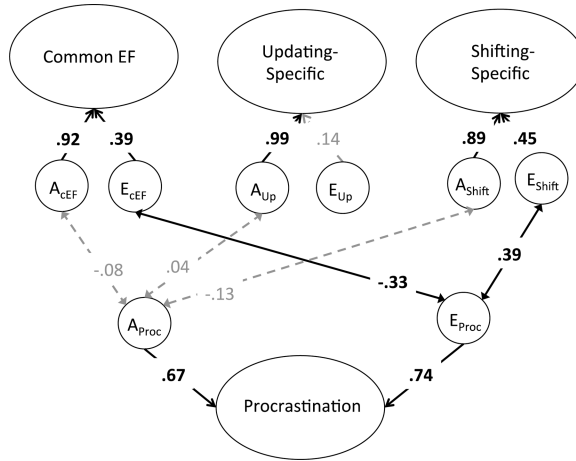 Common EF
Updating-
Specific
Shifting-
Specific
.92
.39
.99
.14
.89
.45
AcEF
EcEF
AUp
EUp
AShift
EShift
-.08
.04
-.13
-.33
.39
AProc
EProc
.67
.74
Procrastination